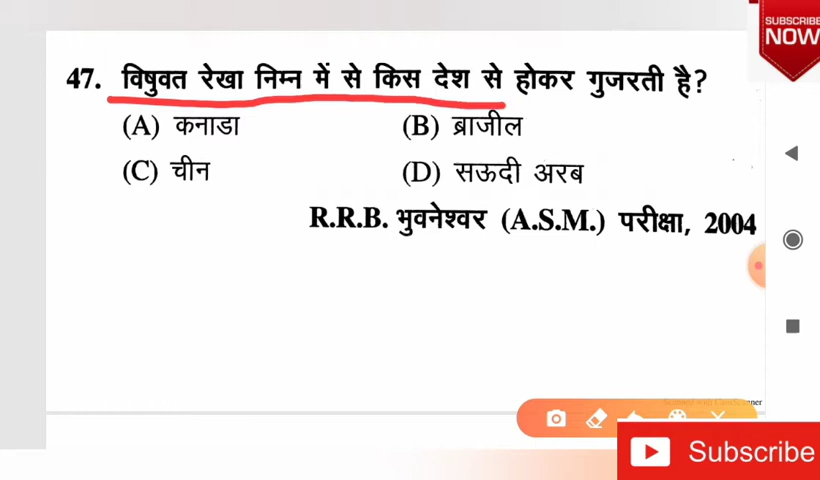 SUBSCRIBE
NOW
47. विषुवत रेखा निम्न में से किस देश से होकर गुजरती है?
(A) कनाडा (B) ब्राजील
(C) चीन (D) सऊदी अरब
R.R.B. भुवनेश्वर (A.S.M.) परीक्षा, 2004
Subscribe